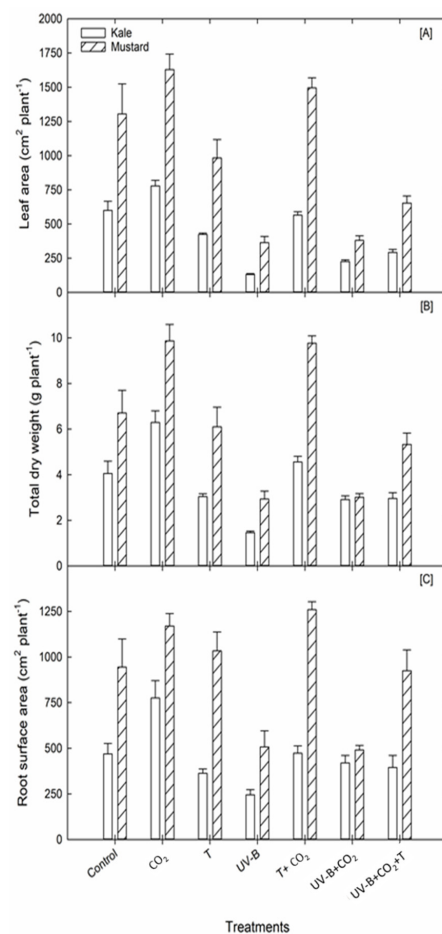 Kale
Mustard
[A]
2000
1750
1500
1250
1000
750
500
250
0
Leaf area (cm² plant⁻¹)
[B]
10
8
6
4
2
0
Total dry weight (g plant⁻¹)
[C]
1250
1000
750
500
250
0
Root surface area (cm² plant⁻¹)
Control
CO₂
T
UV-B
T+ CO₂
UV-B+CO₂
UV-B+CO₂+T
Treatments